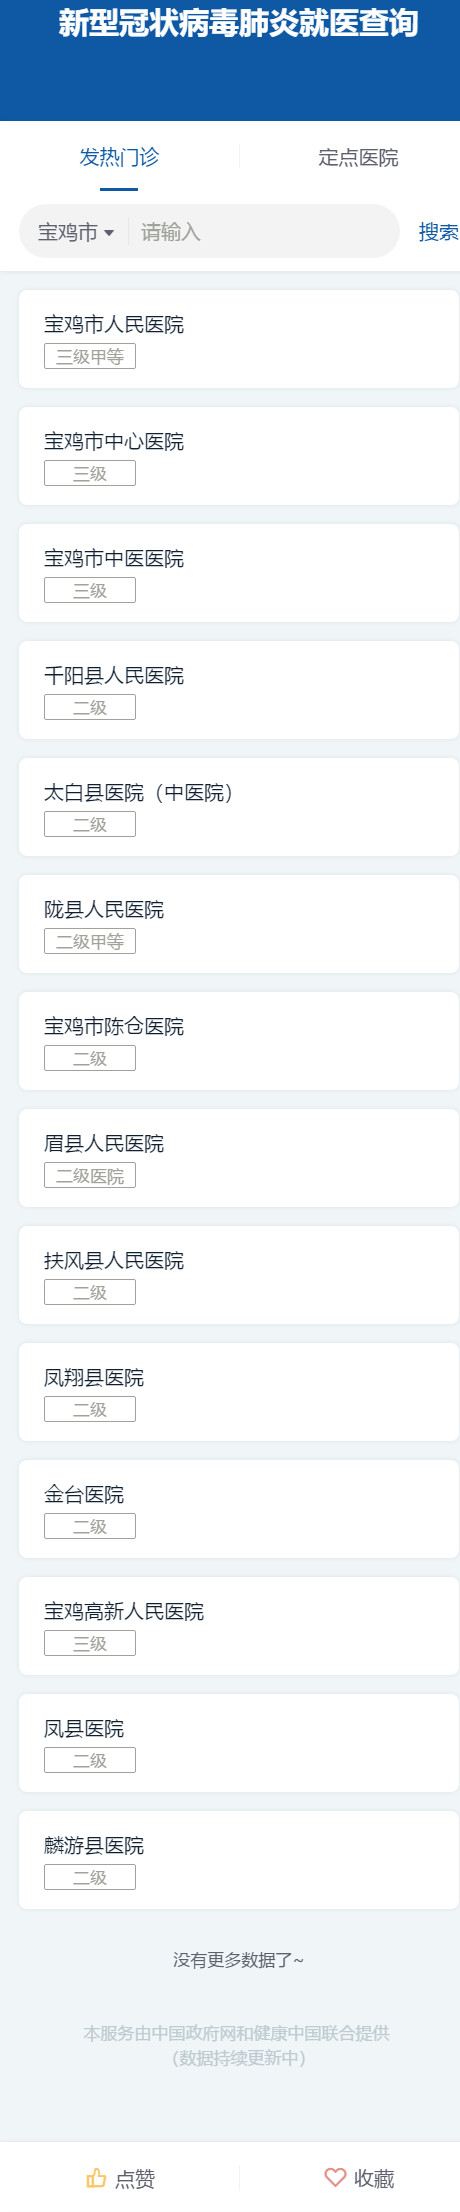 新型冠状病毒肺炎就医查询
发热门诊 定点医院
宝鸡市 请输入 搜索
宝鸡市人民医院
三级甲等
宝鸡市中心医院
三级
宝鸡市中医医院
三级
千阳县人民医院
二级
太白县医院（中医院）
二级
陇县人民医院
二级甲等
宝鸡市陈仓医院
二级
眉县人民医院
二级医院
扶风县人民医院
二级
凤翔县医院
二级
金台医院
二级
宝鸡高新人民医院
三级
凤县医院
二级
麟游县医院
二级
没有更多数据了~
本服务由中国政府网和健康中国联合提供
（数据持续更新中）
点赞 收藏